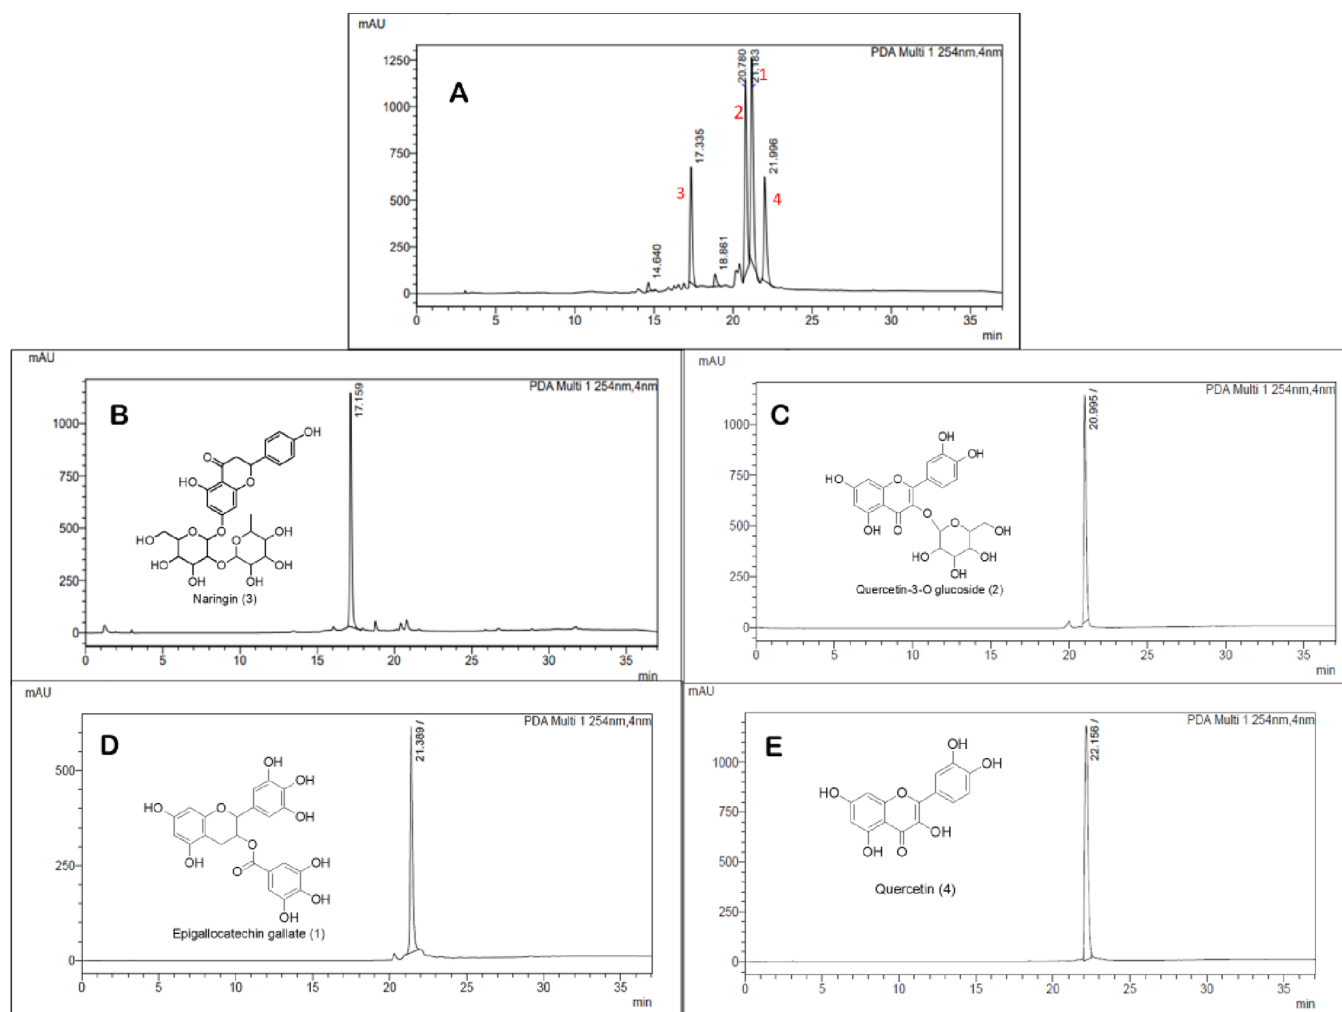 mAU
PDA Multi 1 254nm,4nm
A
1250
1000
750
500
250
0
14.640
17.335
18.861
20.780
21.183
21.996
3
2
1
4
0 5 10 15 20 25 30 35
min
mAU
PDA Multi 1 254nm,4nm
B
1000
750
500
250
0
17.159
OH
O
OH
O
O
HO
O
O
OH
HO
O
OH
OH
OH
OH
Naringin (3)
0 5 10 15 20 25 30 35
min
mAU
PDA Multi 1 254nm,4nm
C
1000
750
500
250
0
20.995 /
OH
OH
HO
O
O
O
OH
O
OH
HO
OH
OH
Quercetin-3-O glucoside (2)
0 5 10 15 20 25 30 35
min
mAU
PDA Multi 1 254nm,4nm
D
500
250
0
21.389 /
OH
OH
HO
O
OH
O
OH
O
OH
OH
OH
Epigallocatechin gallate (1)
0 5 10 15 20 25 30 35
min
mAU
PDA Multi 1 254nm,4nm
E
1000
750
500
250
0
22.156 /
OH
OH
HO
O
OH
OH
O
Quercetin (4)
0 5 10 15 20 25 30 35
min